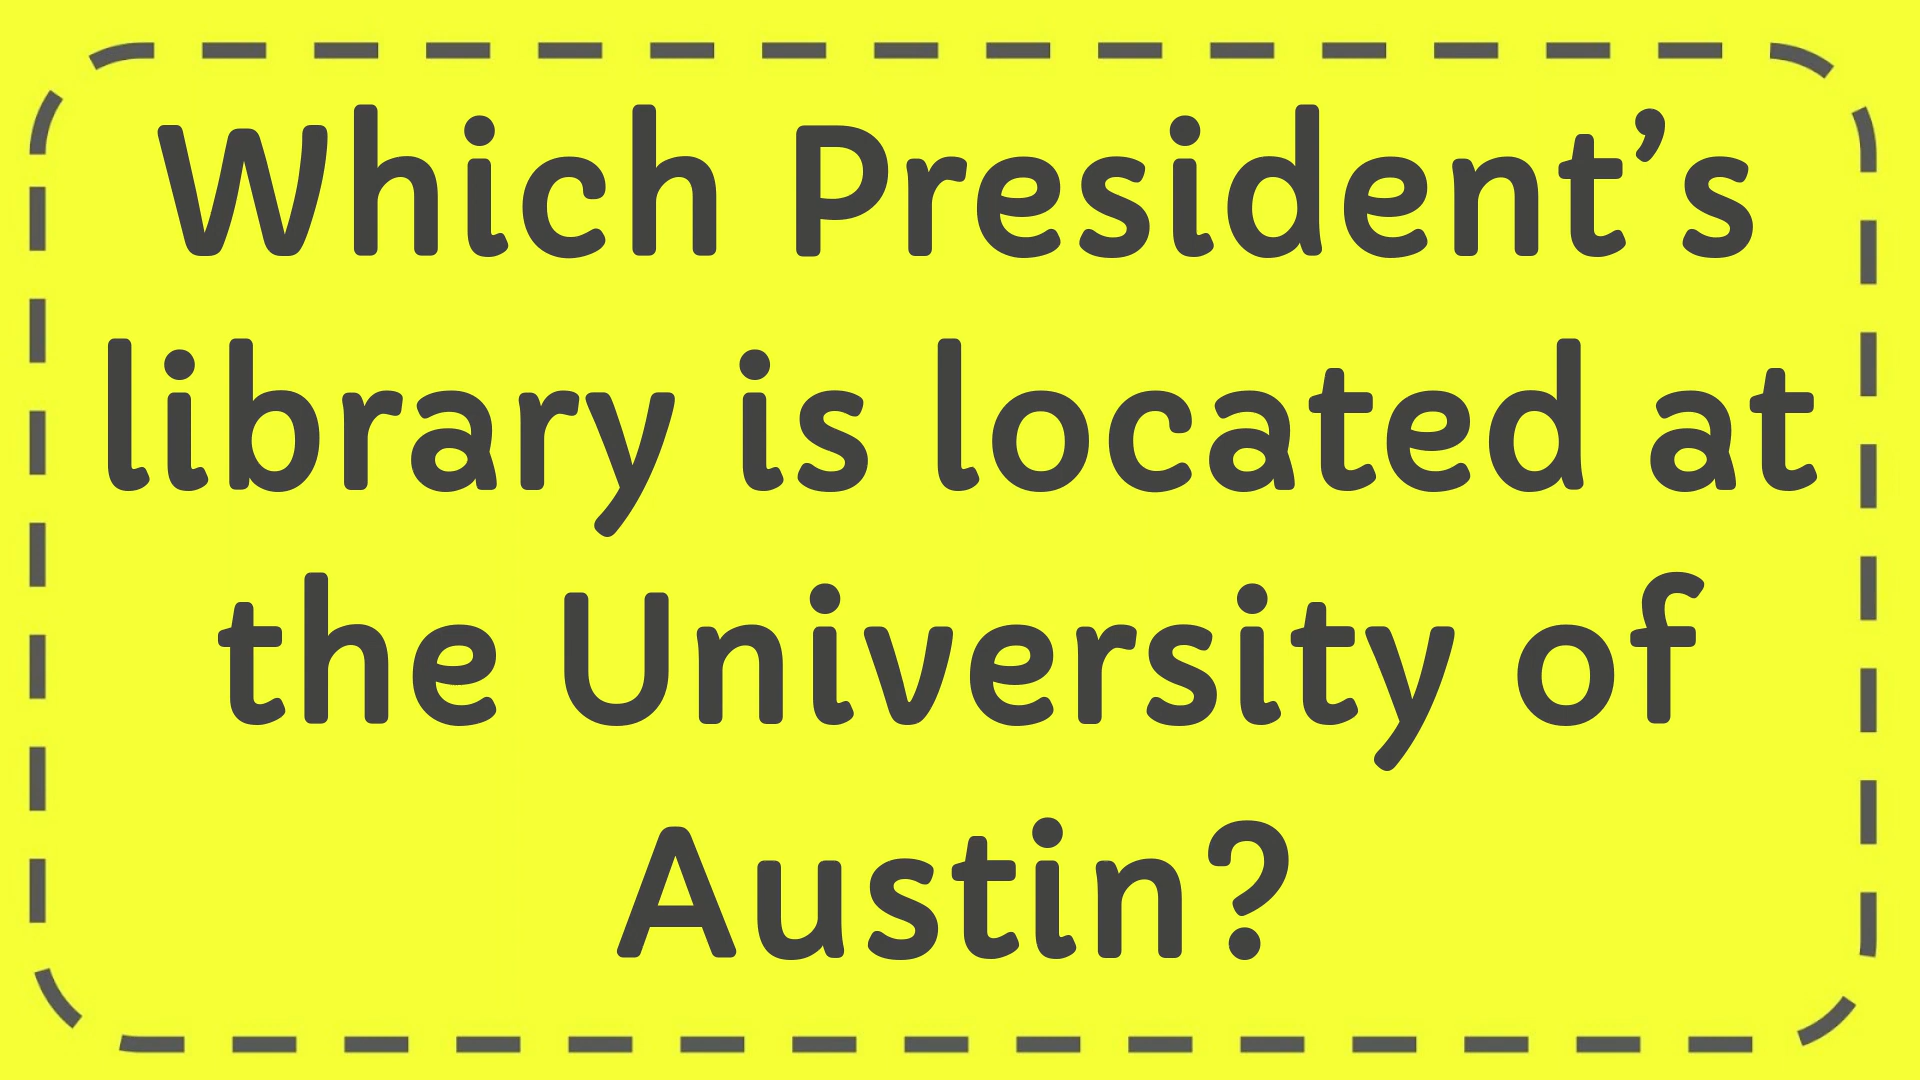 Which President’s
library is located at
the University of
Austin?